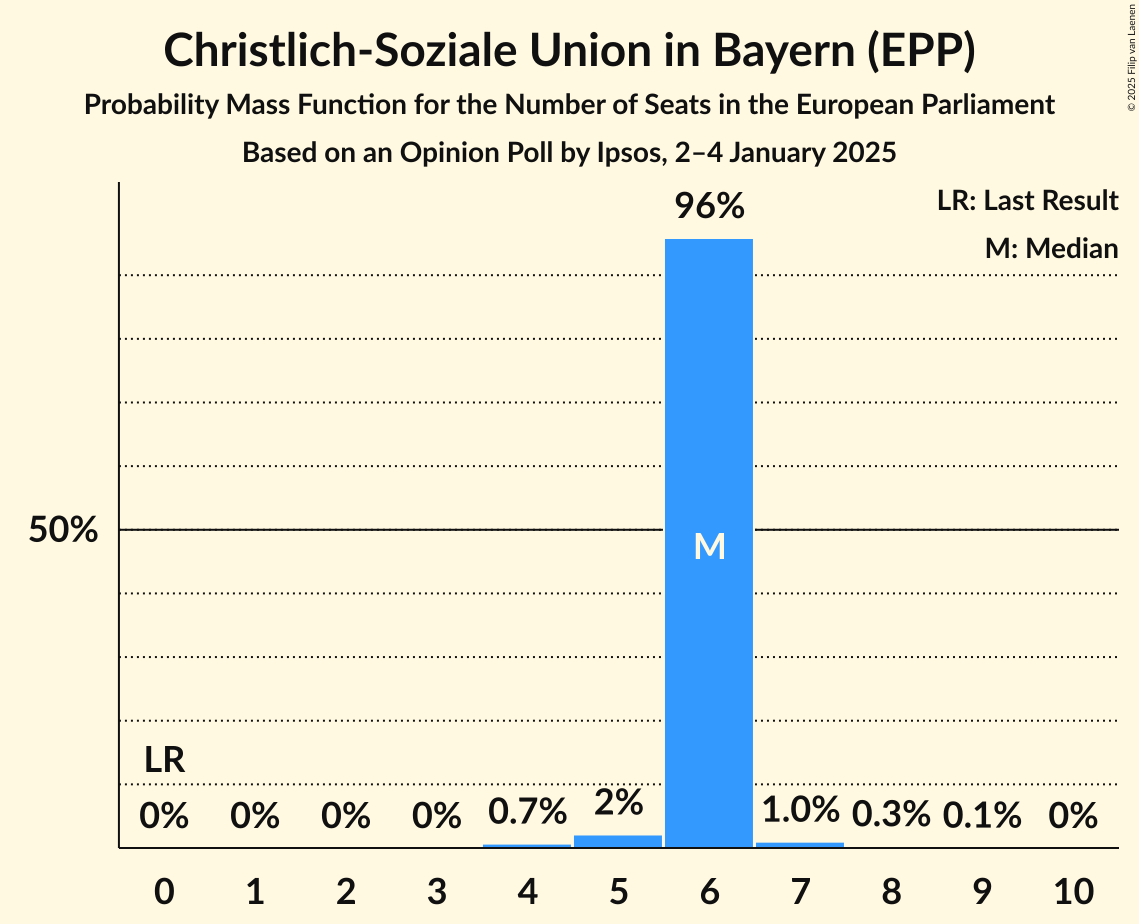 Christlich-Soziale Union in Bayern (EPP)
Probability Mass Function for the Number of Seats in the European Parliament
Based on an Opinion Poll by Ipsos, 2–4 January 2025
© 2025 Filip van Laenen
LR: Last Result
M: Median
96%
50%
M
LR
0% 0% 0% 0% 0.7% 2% 1.0% 0.3% 0.1% 0%
0 1 2 3 4 5 6 7 8 9 10